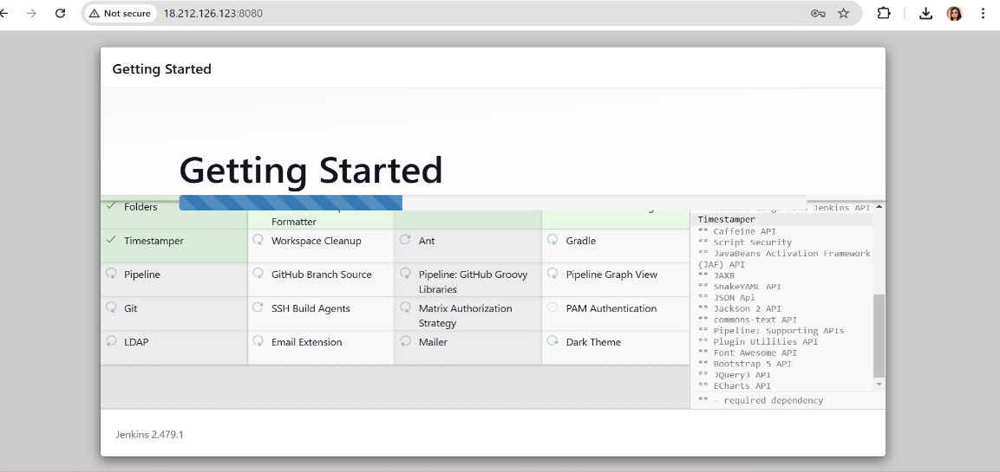 Not secure 18.212.126.123:8080
Getting Started
Getting Started
Folders
Formatter
Timestamper Workspace Cleanup Ant Gradle
Pipeline GitHub Branch Source Pipeline: GitHub Groovy Libraries Pipeline Graph View
Git SSH Build Agents Matrix Authorization Strategy PAM Authentication
LDAP Email Extension Mailer Dark Theme
Jenkins API
Timestamper
** Caffeine API
** Script Security
** JavaBeans Activation Framework
(JAF) API
** JAXB
** SnakeYAML API
** JSON Api
** Jackson 2 API
** commons-text API
** Pipeline: Supporting APIs
** Plugin Utilities API
** Font Awesome API
** Bootstrap 5 API
** JQuery3 API
** ECharts API
** - required dependency
Jenkins 2.479.1